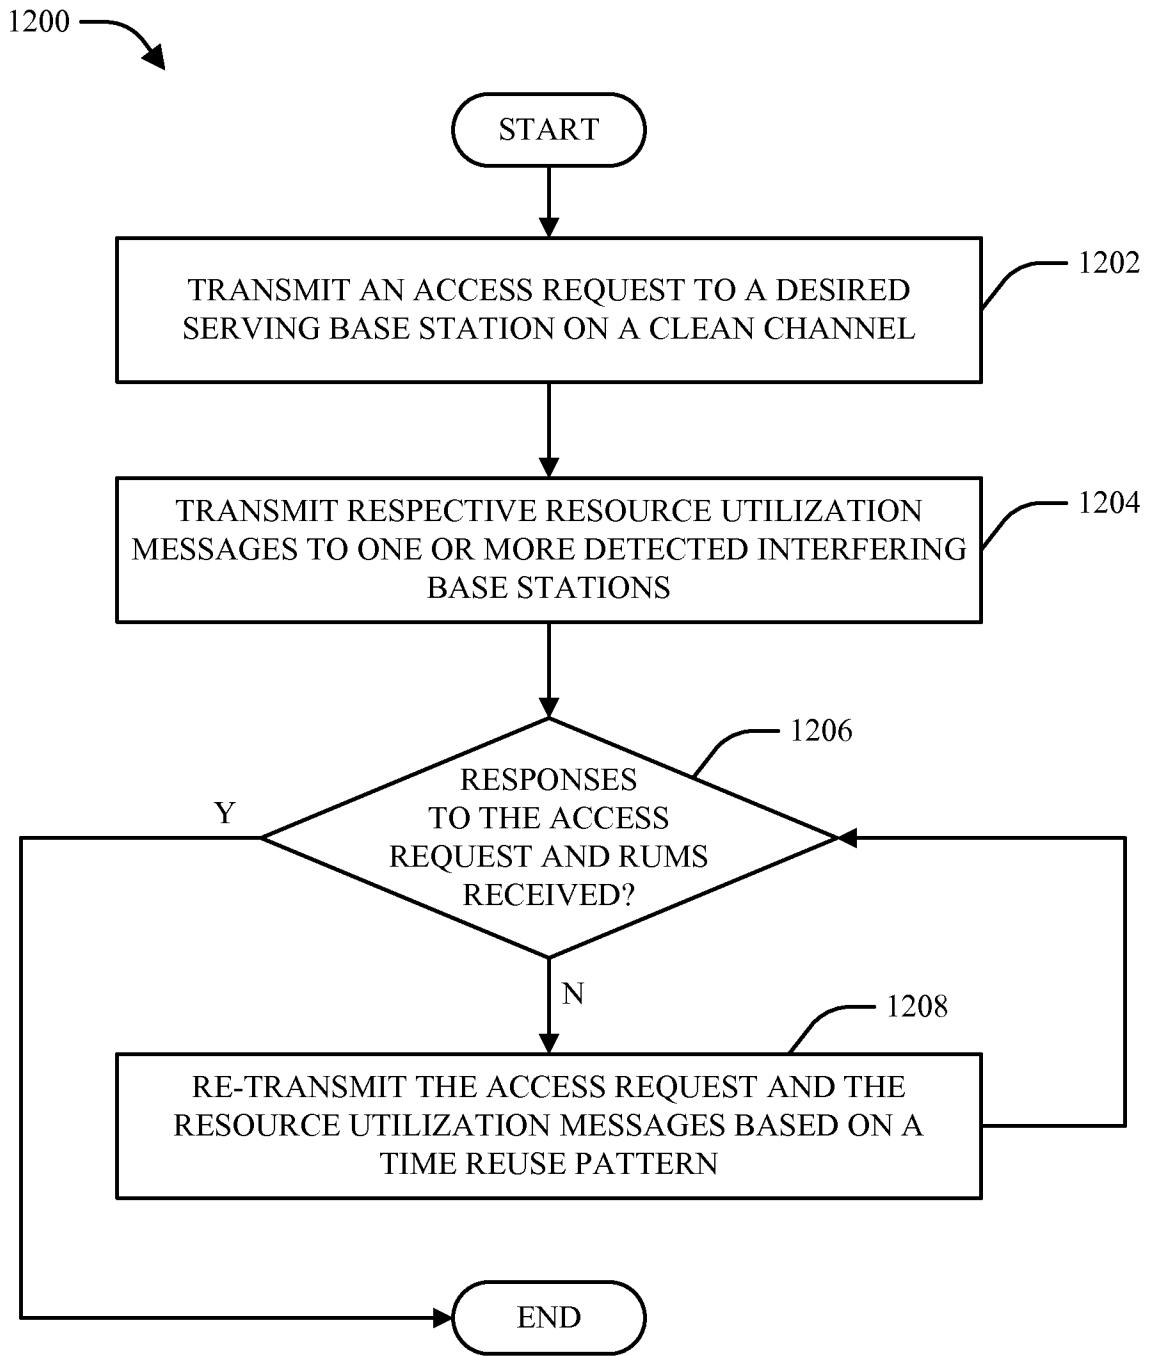 1200
START
TRANSMIT AN ACCESS REQUEST TO A DESIRED
SERVING BASE STATION ON A CLEAN CHANNEL
1202
TRANSMIT RESPECTIVE RESOURCE UTILIZATION
MESSAGES TO ONE OR MORE DETECTED INTERFERING
BASE STATIONS
1204
RESPONSES
TO THE ACCESS
REQUEST AND RUMS
RECEIVED?
1206
Y
N
RE-TRANSMIT THE ACCESS REQUEST AND THE
RESOURCE UTILIZATION MESSAGES BASED ON A
TIME REUSE PATTERN
1208
END